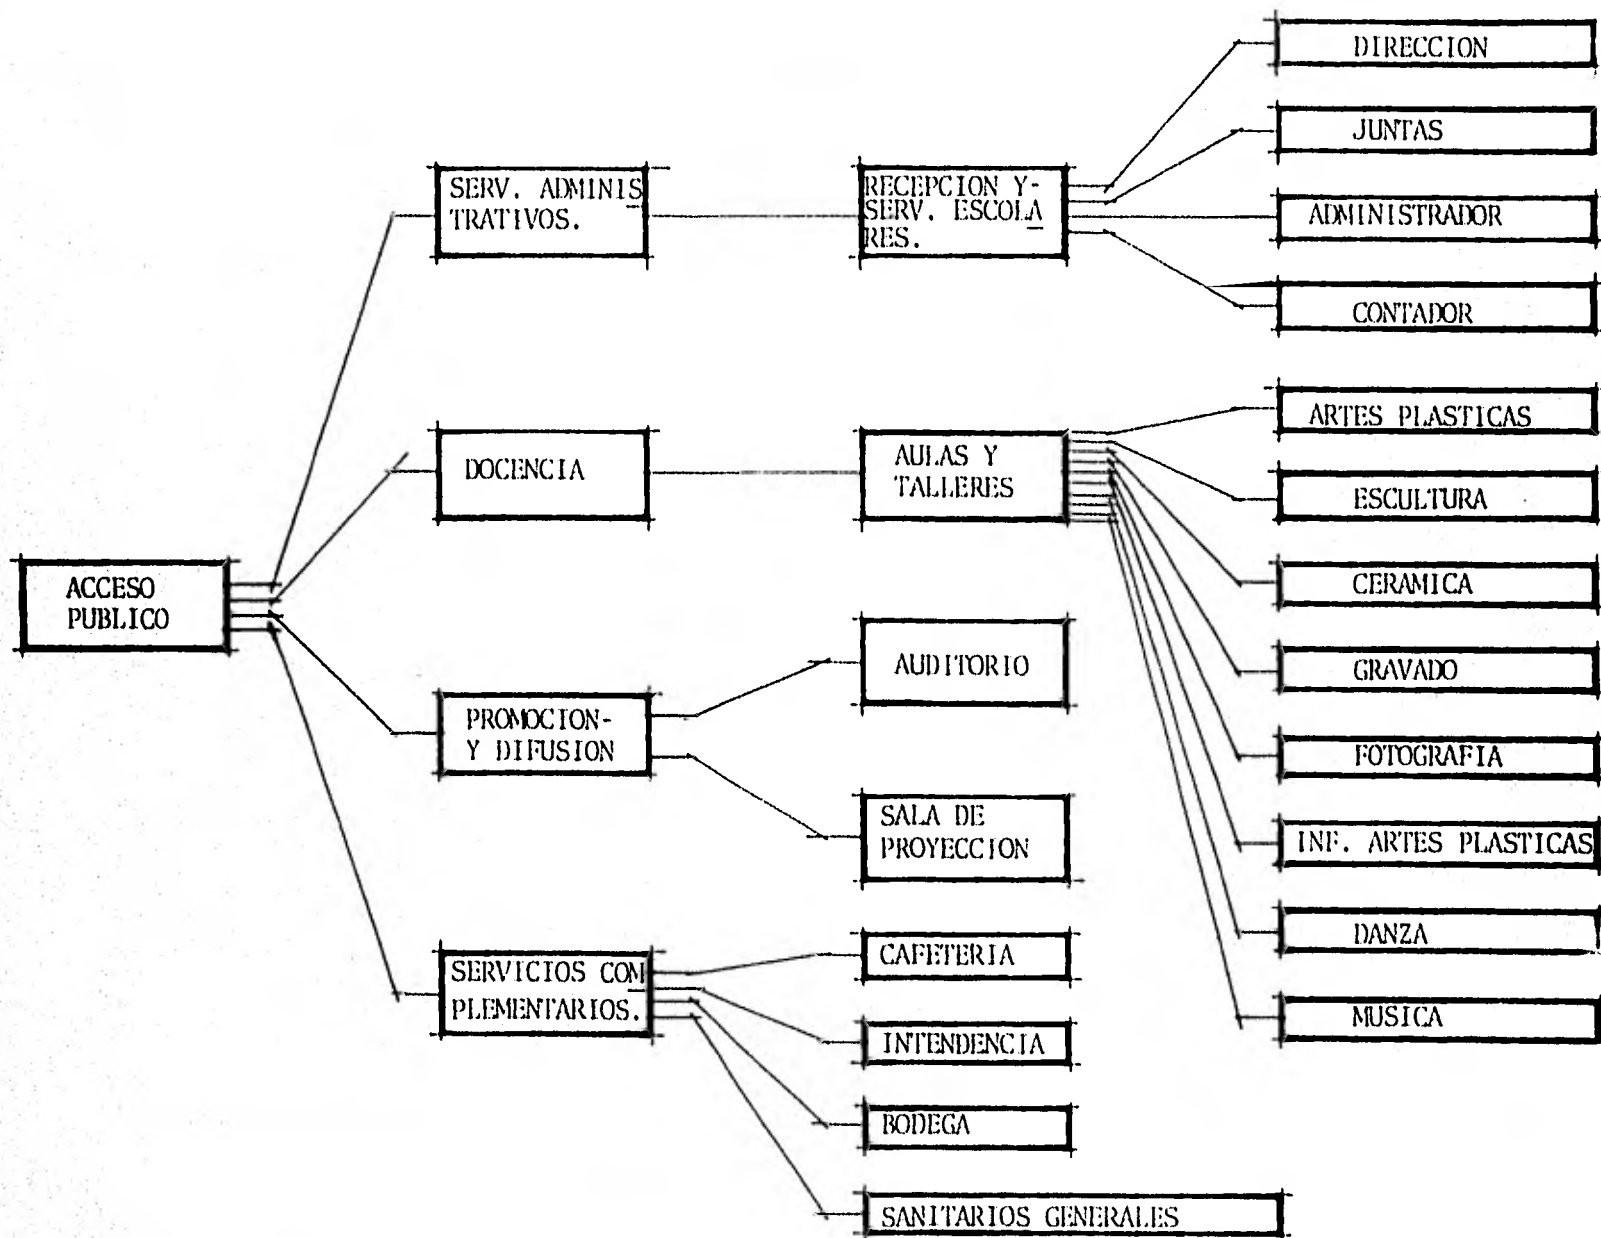 ACCESO
PUBLICO
SERV. ADMINIS
TRATIVOS.
DOCENCIA
PROMOCION-
Y DIFUSION
SERVICIOS COM
PLEMENTARIOS.
RECEPCION Y-
SERV. ESCOLA
RES.
AULAS Y
TALLERES
AUDITORIO
SALA DE
PROYECCION
CAFETERIA
INTENDENCIA
BODEGA
SANITARIOS GENERALES
DIRECCION
JUNTAS
ADMINISTRADOR
CONTADOR
ARTES PLASTICAS
ESCULTURA
CERAMICA
GRAVADO
FOTOGRAFIA
INF. ARTES PLASTICAS
DANZA
MUSICA